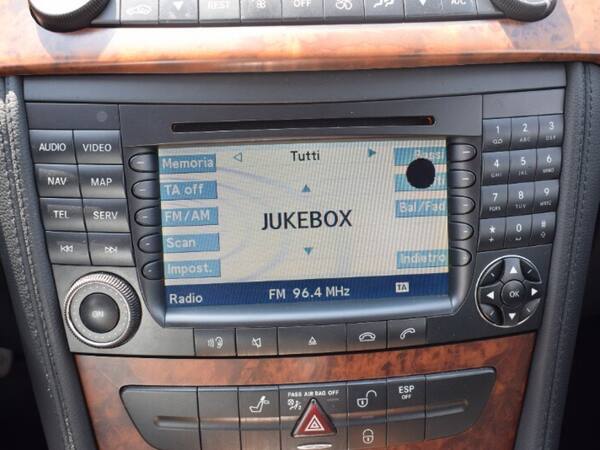 REST
OFF
A/C
AUDIO VIDEO
NAV MAP
TEL SERV
ON
Memoria
TA off
FM/AM
Scan
Impost.
Tutti
JUKEBOX
Bal/Fad
Indietro
Radio FM 96.4 MHz TA
1 2 ABC 3 DEF
4 GHI 5 JKL 6 MNO
7 PQRS 8 TUV 9 WXYZ
* 0 #
OK
PASS AIR BAG OFF
ESP
OFF